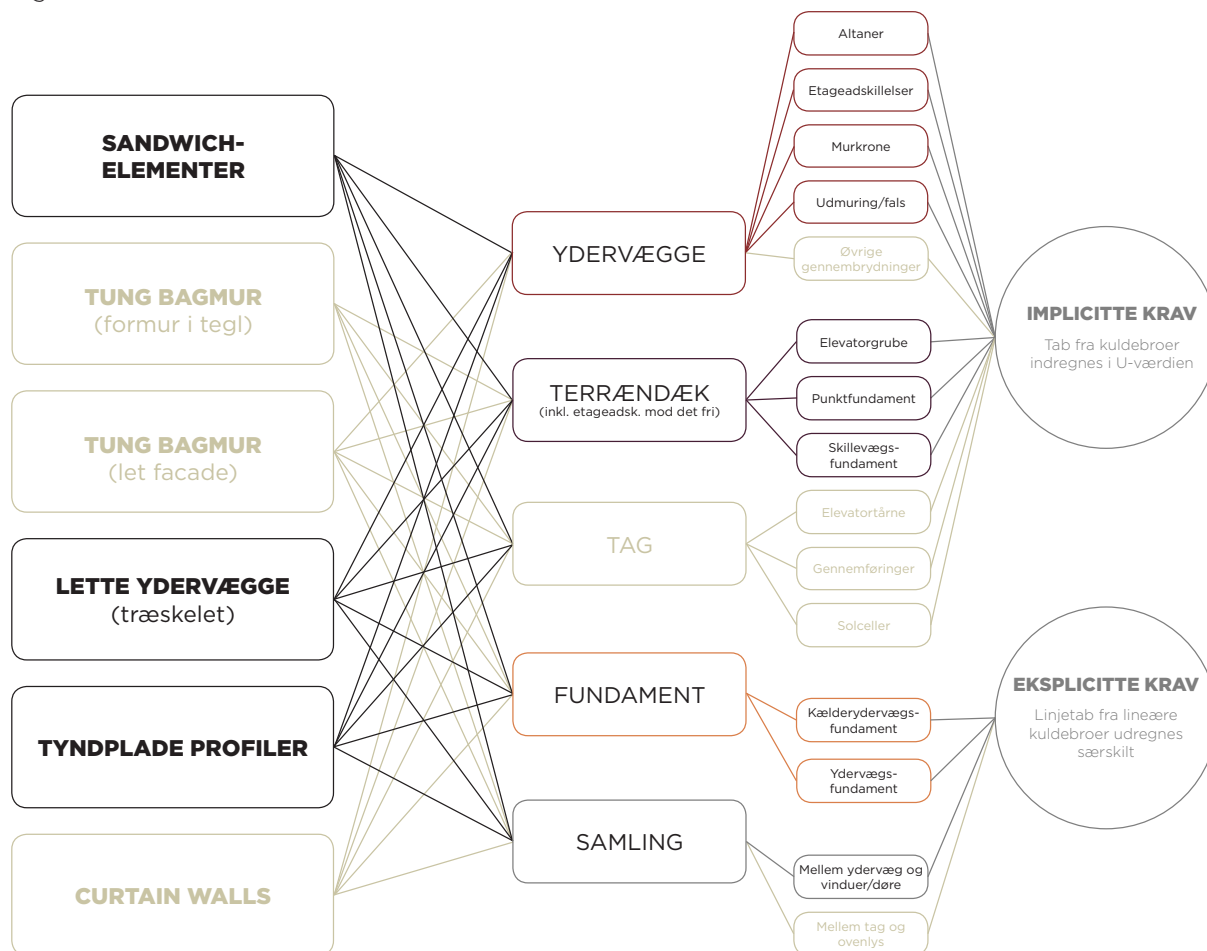 SANDWICH-
ELEMENTER
TUNG BAGMUR
(formur i tegl)
TUNG BAGMUR
(let facade)
LETTE YDERVÆGGE
(træskelet)
TYNDPLADE PROFILER
CURTAIN WALLS
YDERVÆGGE
TERRÆNDÆK
(inkl. etageadsk. mod det fri)
TAG
FUNDAMENT
SAMLING
Altaner
Etageadskillelser
Murkrone
Udmuring/fals
Øvrige
gennembrydninger
Elevatorgrube
Punktfundament
Skillevægs-
fundament
Elevatortårne
Gennemføringer
Solceller
Kælderydervægs-
fundament
Ydervægs-
fundament
Mellem ydervæg og
vinduer/døre
Mellem tag og
ovenlys
IMPLICITTE KRAV
Tab fra kuldebroer
indregnes i U-værdien
EKSPLICITTE KRAV
Linjetab fra lineære
kuldebroer udregnes
særskilt